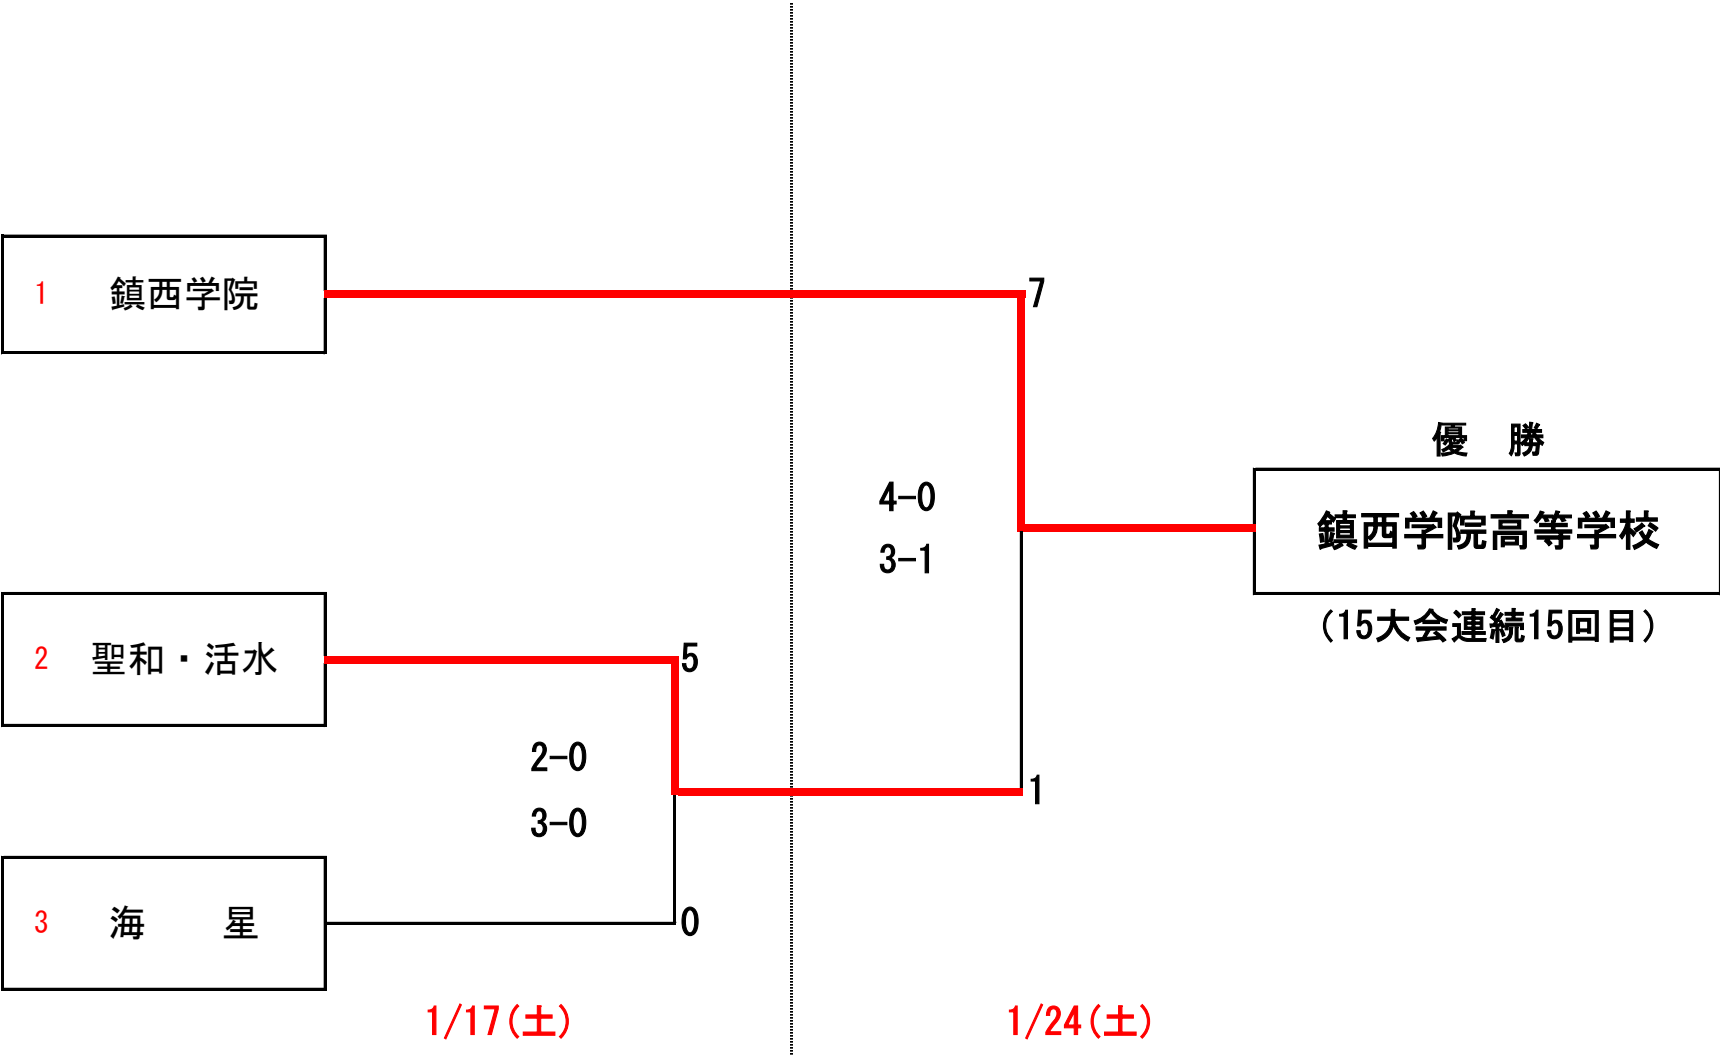 1 鎮西学院
7
優 勝
4-0
鎮西学院高等学校
3-1
(15大会連続15回目)
2 聖和・活水
5
2-0
1
3-0
3 海 星
0
1/17(土)
1/24(土)